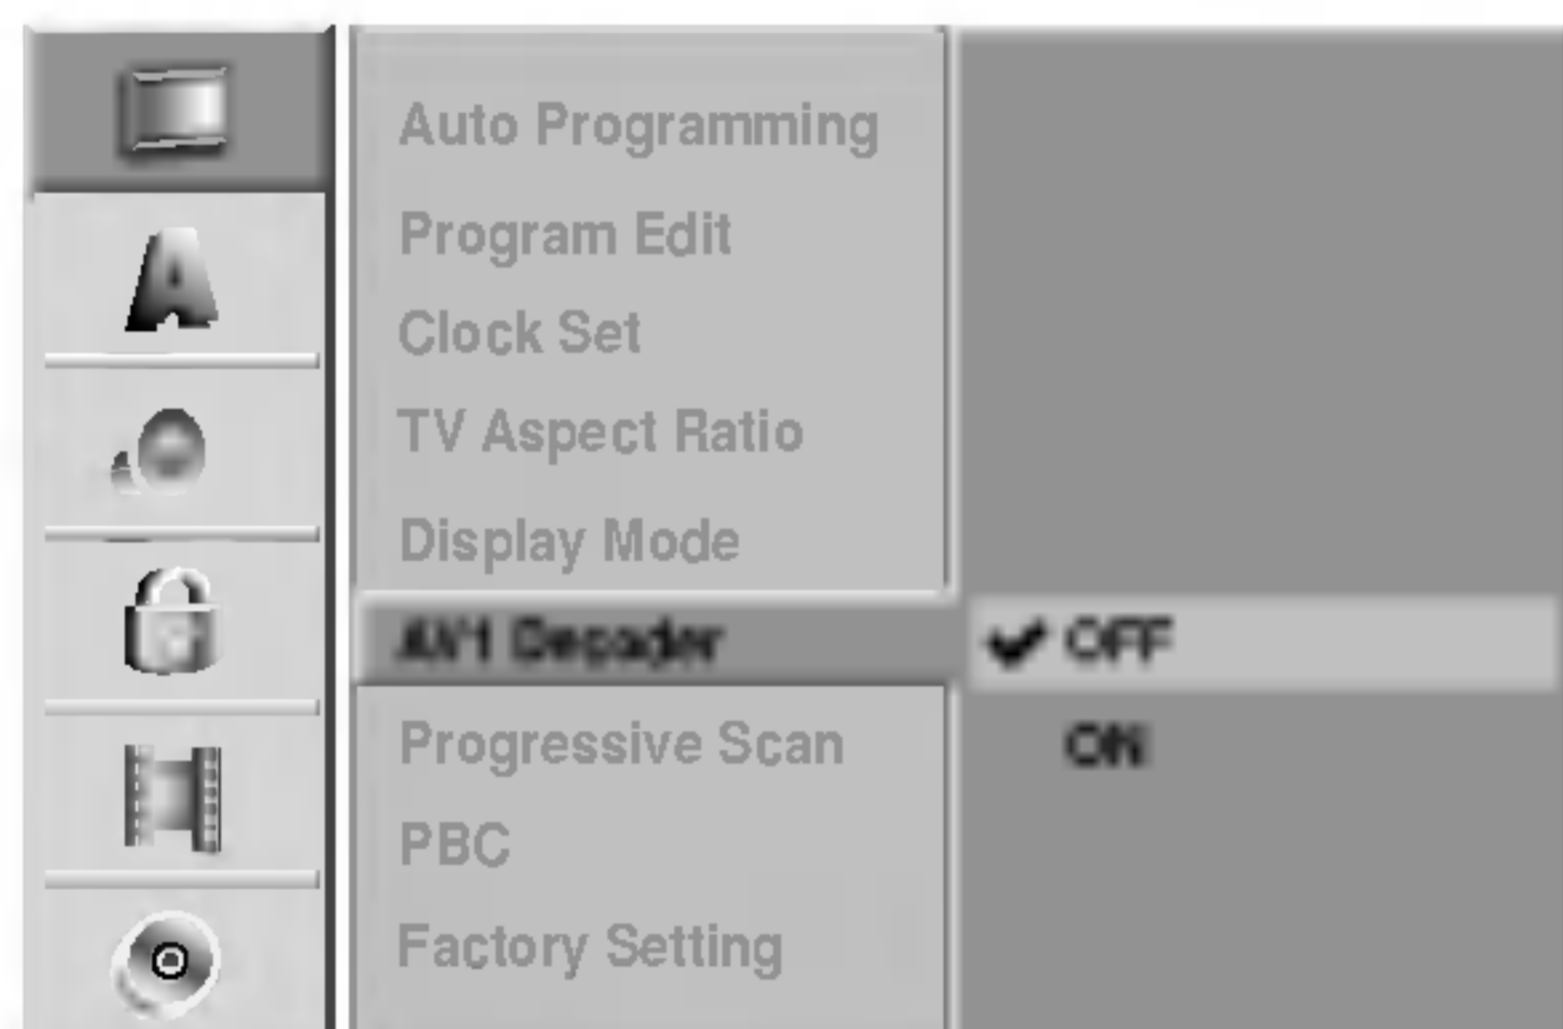 Auto Programming
Program Edit
Clock Set
TV Aspect Ratio
Display Mode
AV1 Decoder
OFF
ON
Progressive Scan
PBC
Factory Setting